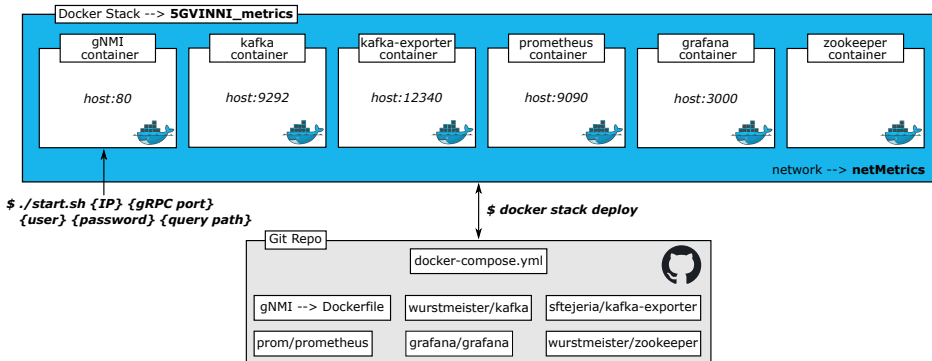 Docker Stack --> 5GVINNI_metrics
gNMI
container
kafka
container
kafka-exporter
container
prometheus
container
grafana
container
zookeeper
container
host:80
host:9292
host:12340
host:9090
host:3000
network --> netMetrics
$ ./start.sh {IP} {gRPC port}
{user} {password} {query path}
$ docker stack deploy
Git Repo
docker-compose.yml
gNMI --> Dockerfile
wurstmeister/kafka
sftejeria/kafka-exporter
prom/prometheus
grafana/grafana
wurstmeister/zookeeper